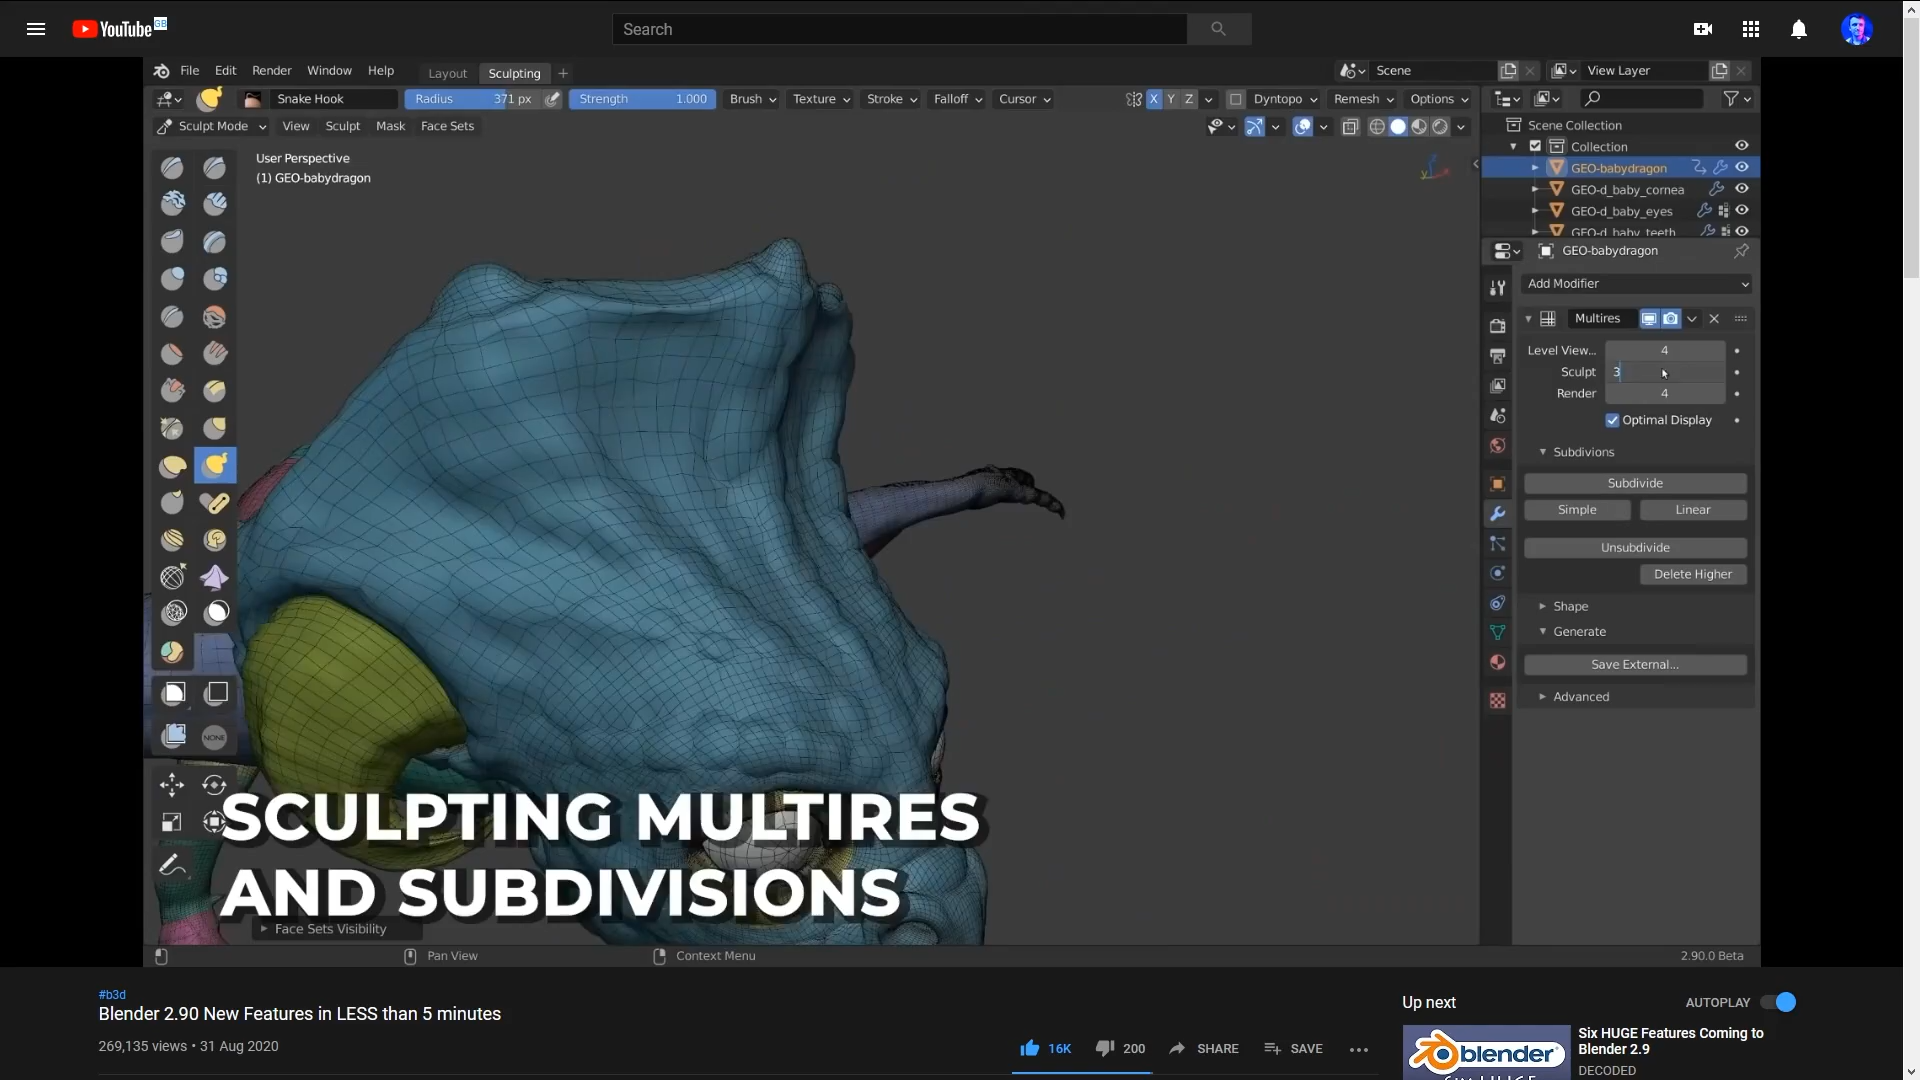 YouTube GB
Search
File Edit Render Window Help Layout Sculpting + Scene View Layer
Snake Hook Radius 371 px Strength 1.000 Brush Texture Stroke Falloff Cursor X Y Z Dyntopo Remesh Options
Sculpt Mode View Sculpt Mask Face Sets
User Perspective
(1) GEO-babydragon
Scene Collection
Collection
GEO-babydragon
GEO-d_baby_cornea
GEO-d_baby_eyes
GEO-d_baby_teeth
GEO-babydragon
Add Modifier
Multires
Level View... 4
Sculpt 3
Render 4
Optimal Display
Subdivions
Subdivide
Simple Linear
Unsubdivide
Delete Higher
Shape
Generate
Save External...
Advanced
NONE
SCULPTING MULTIRES
AND SUBDIVISIONS
Face Sets Visibility
Pan View Context Menu 2.90.0 Beta
#b3d
Blender 2.90 New Features in LESS than 5 minutes
269,135 views • 31 Aug 2020
16K 200 SHARE SAVE
Up next AUTOPLAY
blender
Six HUGE Features Coming to
Blender 2.9
DECODED